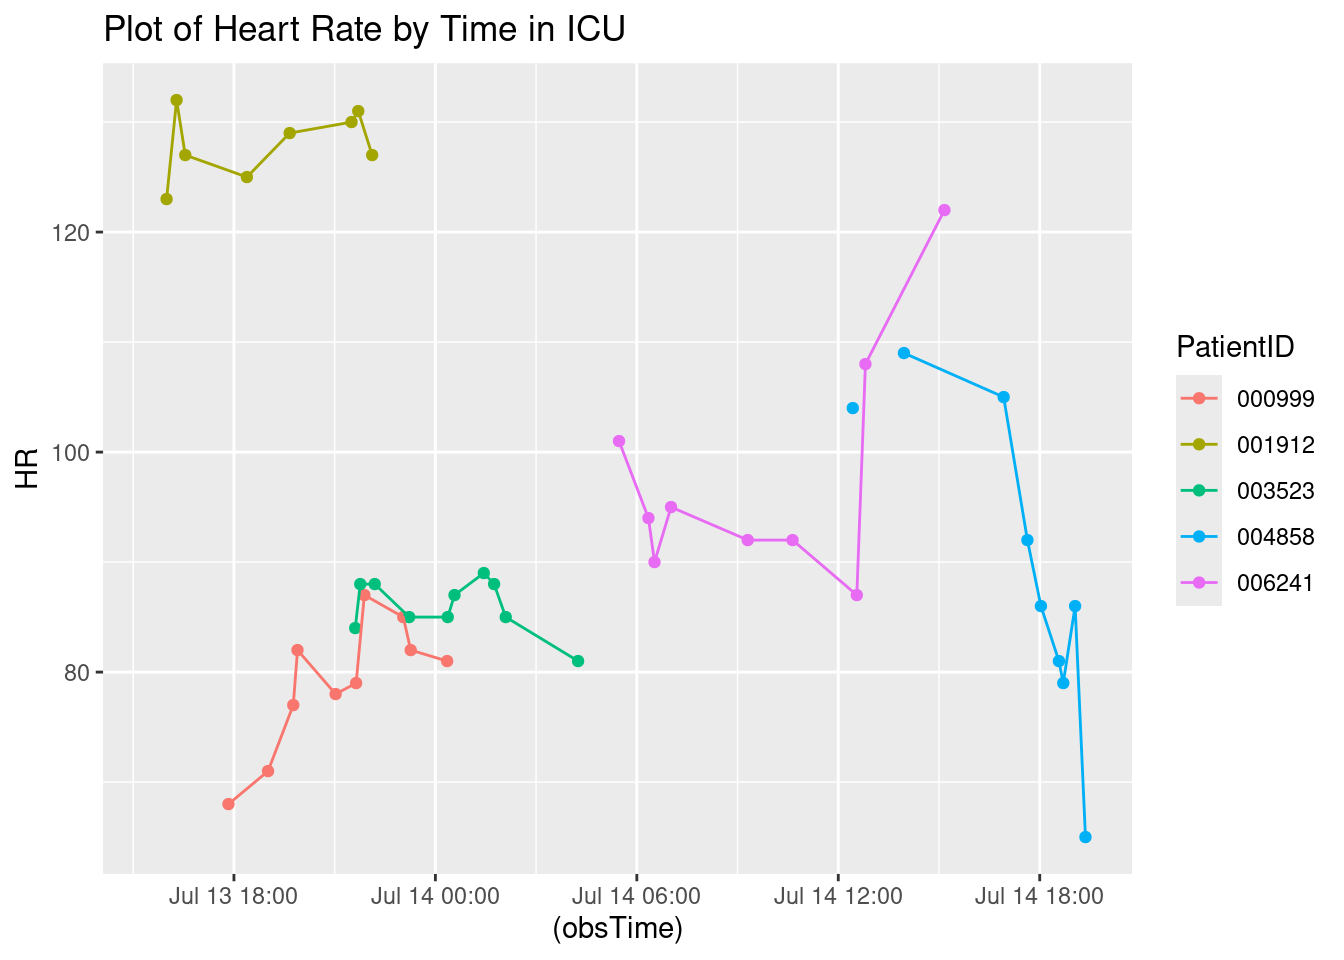 Plot of Heart Rate by Time in ICU
HR
120
100
80
Jul 13 18:00
Jul 14 00:00
Jul 14 06:00
Jul 14 12:00
Jul 14 18:00
(obsTime)
PatientID
000999
001912
003523
004858
006241